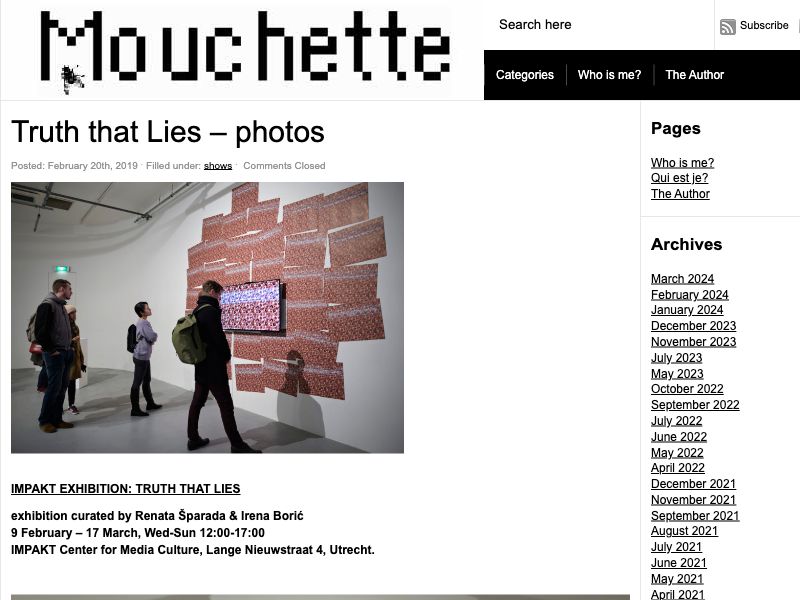 Mouchette
Search here
Subscribe
Categories
Who is me?
The Author
Truth that Lies – photos
Posted: February 20th, 2019 · Filled under: shows · Comments Closed
IMPAKT EXHIBITION: TRUTH THAT LIES
exhibition curated by Renata Šparada & Irena Borić
9 February – 17 March, Wed-Sun 12:00-17:00
IMPAKT Center for Media Culture, Lange Nieuwstraat 4, Utrecht.
Pages
Who is me?
Qui est je?
The Author
Archives
March 2024
February 2024
January 2024
December 2023
November 2023
July 2023
May 2023
October 2022
September 2022
July 2022
June 2022
May 2022
April 2022
December 2021
November 2021
September 2021
August 2021
July 2021
June 2021
May 2021
April 2021